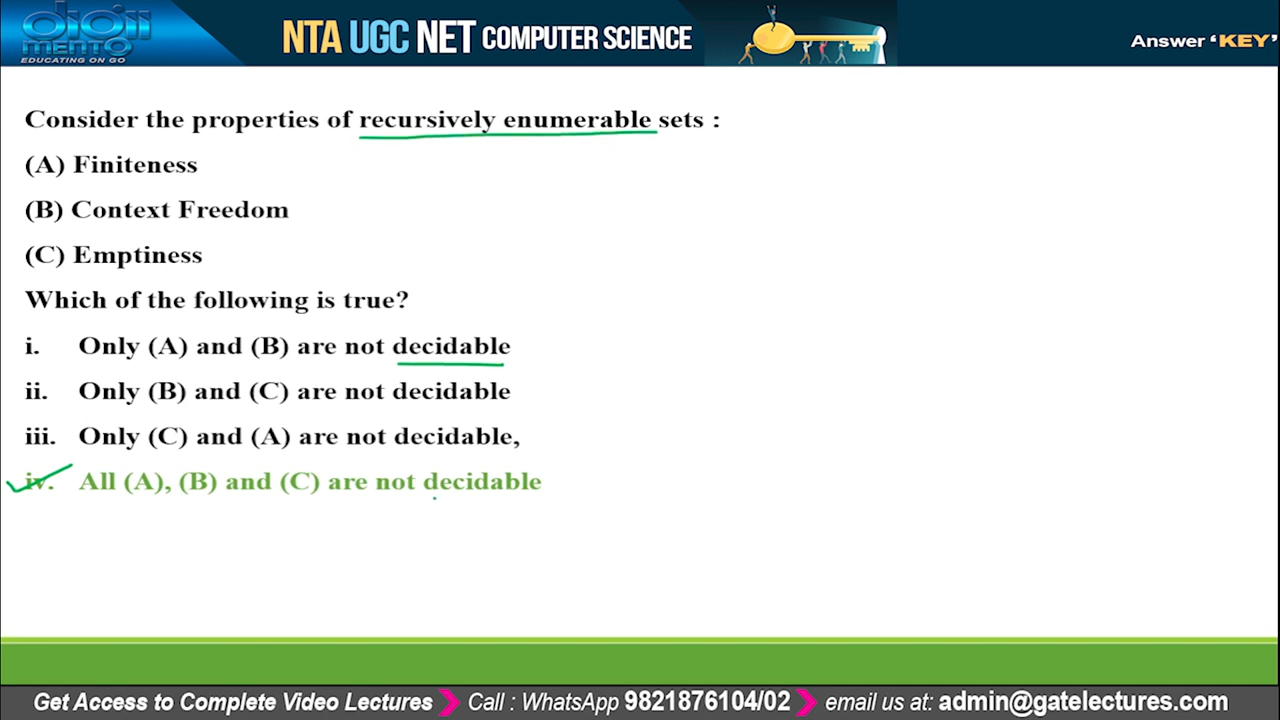 didii
MENTO
EDUCATING ON GO
NTA UGC NET COMPUTER SCIENCE
Answer ‘KEY’
Consider the properties of recursively enumerable sets :
(A) Finiteness
(B) Context Freedom
(C) Emptiness
Which of the following is true?
i. Only (A) and (B) are not decidable
ii. Only (B) and (C) are not decidable
iii. Only (C) and (A) are not decidable,
iv. All (A), (B) and (C) are not decidable
Get Access to Complete Video Lectures Call : WhatsApp 9821876104/02 email us at: admin@gatelectures.com